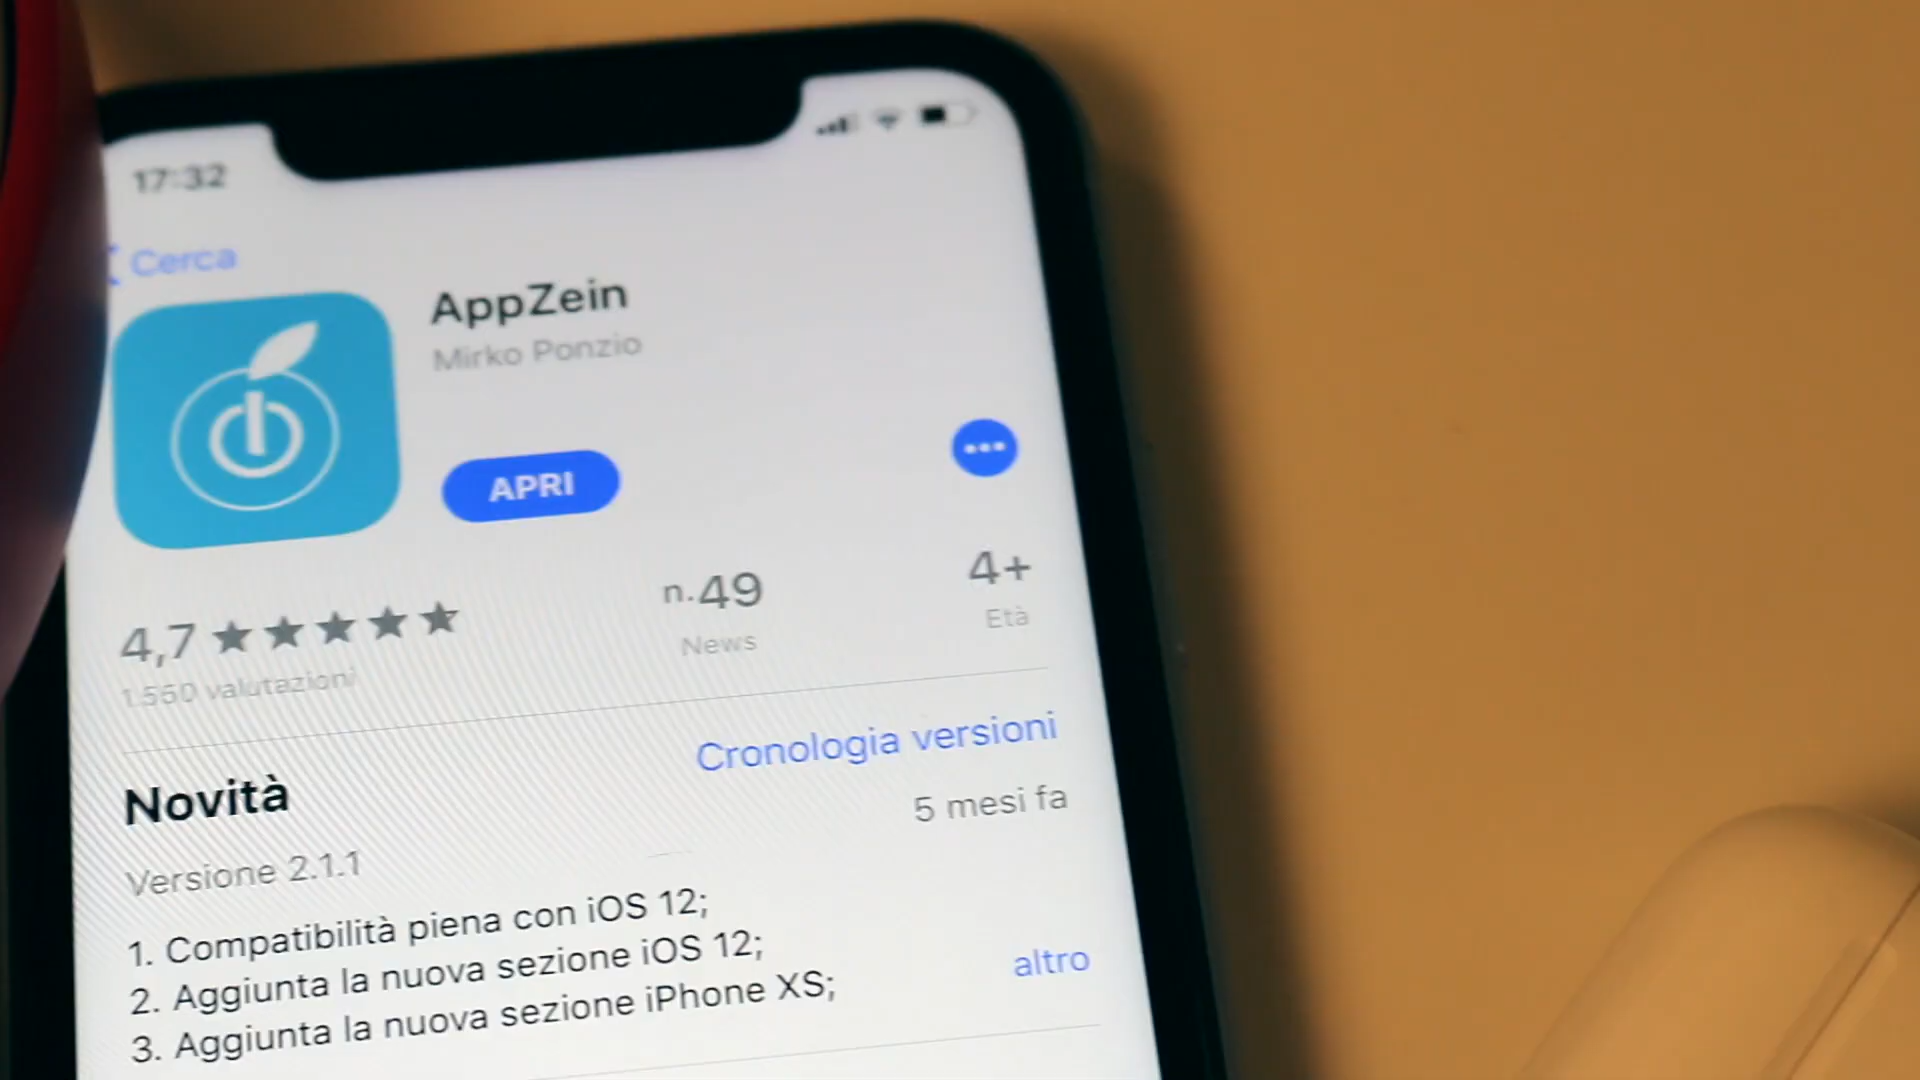 17:32
Cerca
AppZein
Mirko Ponzio
APRI
4,7
n.49
4+
1.550 valutazioni
News
Età
Novità
Cronologia versioni
Versione 2.1.1
5 mesi fa
1. Compatibilità piena con iOS 12;
2. Aggiunta la nuova sezione iOS 12;
3. Aggiunta la nuova sezione iPhone XS;
altro